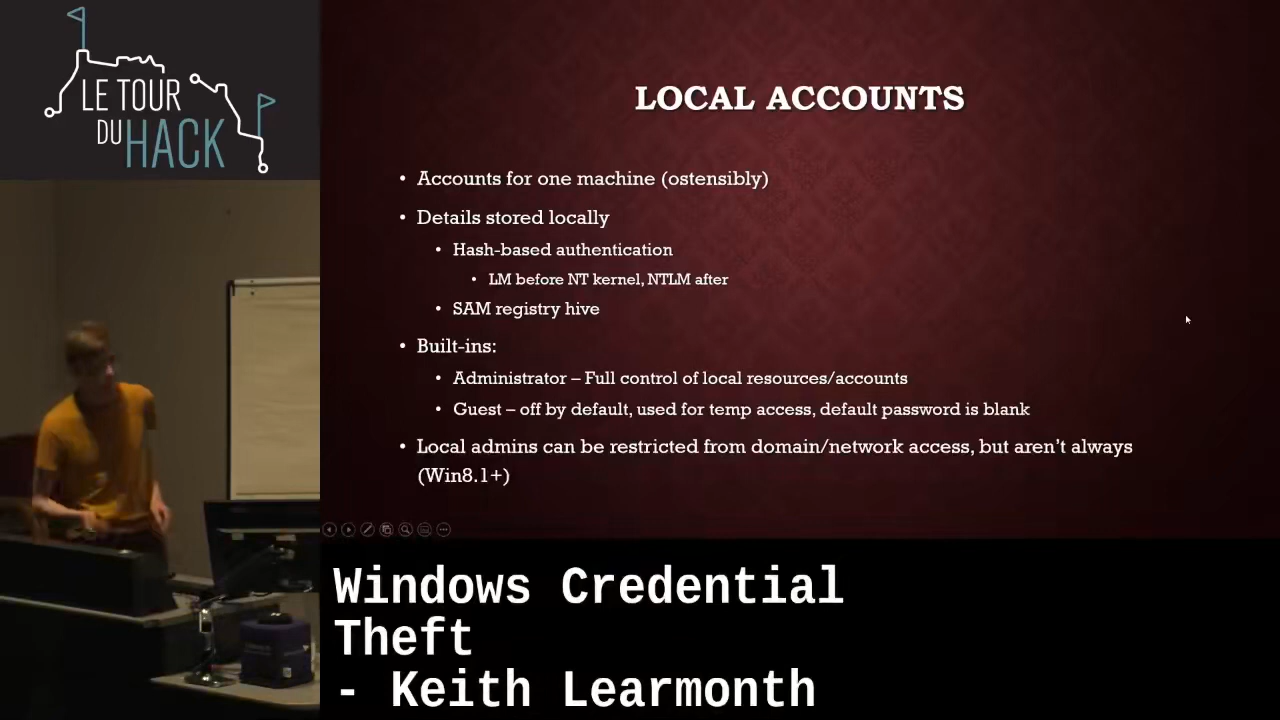 LE TOUR
DU HACK
LOCAL ACCOUNTS
• Accounts for one machine (ostensibly)
• Details stored locally
• Hash-based authentication
• LM before NT kernel, NTLM after
• SAM registry hive
• Built-ins:
• Administrator – Full control of local resources/accounts
• Guest – off by default, used for temp access, default password is blank
• Local admins can be restricted from domain/network access, but aren't always
(Win8.1+)
Windows Credential
Theft
- Keith Learmonth